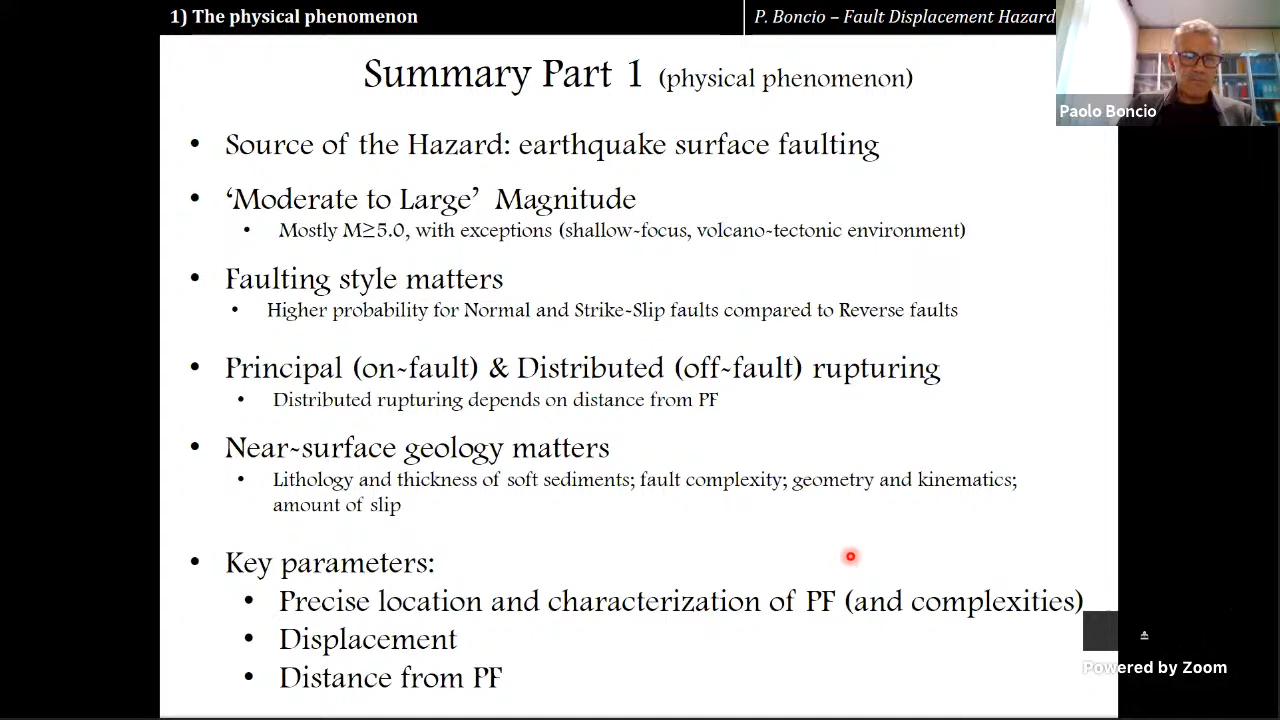 1) The physical phenomenon
P. Boncio – Fault Displacement Hazard
Paolo Boncio
Summary Part 1 (physical phenomenon)
• Source of the Hazard: earthquake surface faulting
• ‘Moderate to Large’ Magnitude
• Mostly M≥5.0, with exceptions (shallow-focus, volcano-tectonic environment)
• Faulting style matters
• Higher probability for Normal and Strike-Slip faults compared to Reverse faults
• Principal (on-fault) & Distributed (off-fault) rupturing
• Distributed rupturing depends on distance from PF
• Near-surface geology matters
• Lithology and thickness of soft sediments; fault complexity; geometry and kinematics;
amount of slip
• Key parameters:
• Precise location and characterization of PF (and complexities)
• Displacement
• Distance from PF
Powered by Zoom